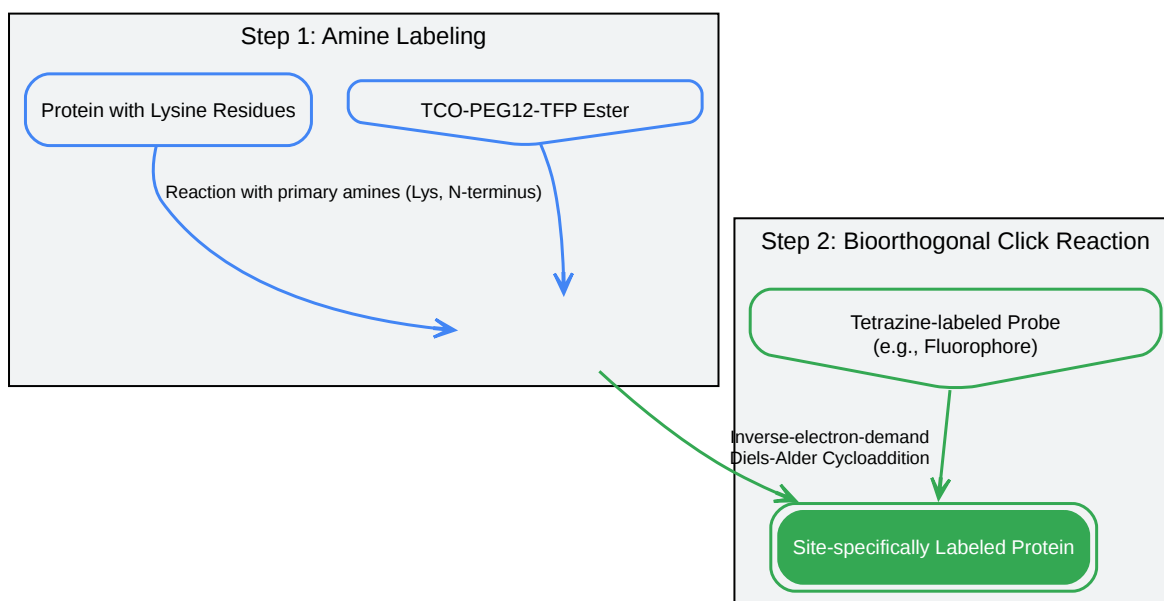 Step 1: Amine Labeling
Protein with Lysine Residues
TCO-PEG12-TFP Ester
Reaction with primary amines (Lys, N-terminus)
Step 2: Bioorthogonal Click Reaction
Tetrazine-labeled Probe
(e.g., Fluorophore)
Inverse-electron-demand
Diels-Alder Cycloaddition
Site-specifically Labeled Protein